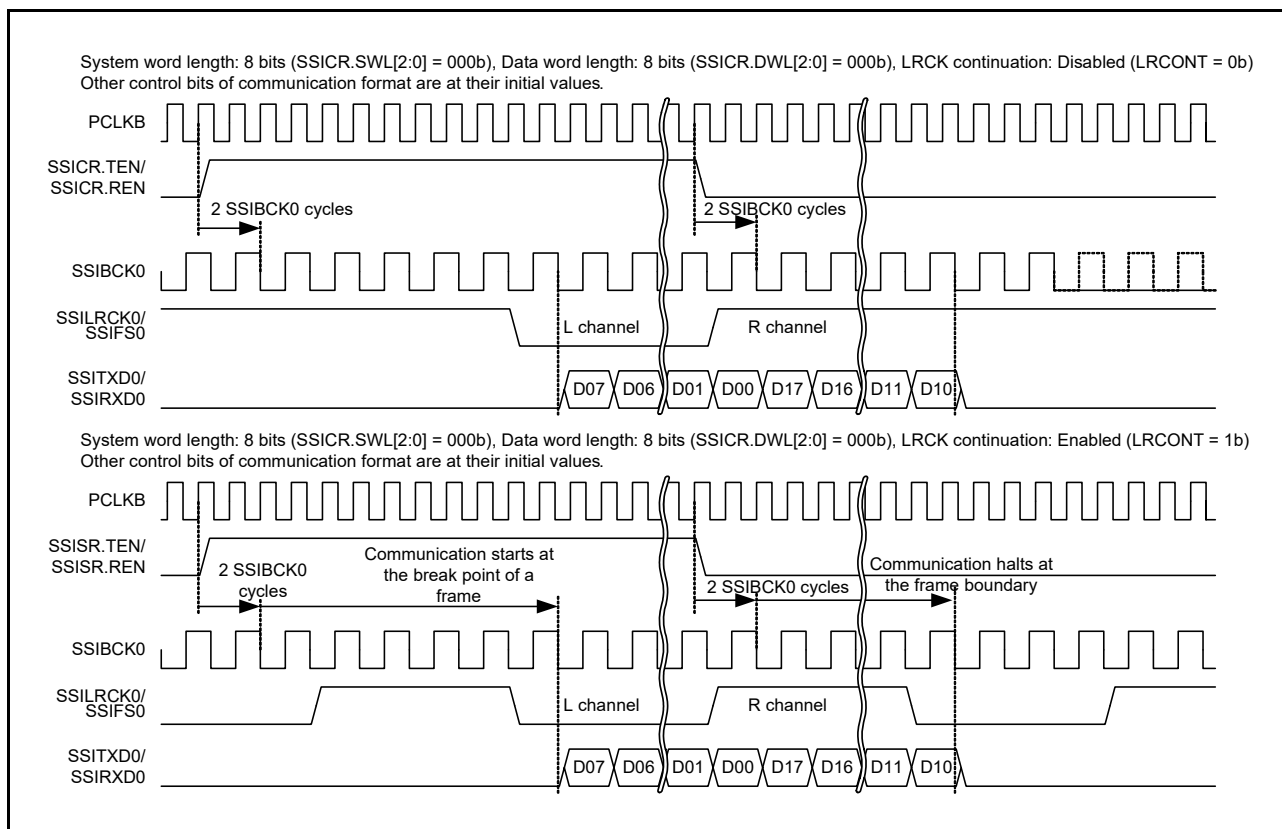 System word length: 8 bits (SSICR.SWL[2:0] = 000b), Data word length: 8 bits (SSICR.DWL[2:0] = 000b), LRCK continuation: Disabled (LRCONT = 0b)
Other control bits of communication format are at their initial values.
PCLKB
SSICR.TEN/
SSICR.REN
2 SSIBCK0 cycles
2 SSIBCK0 cycles
SSIBCK0
SSILRCK0/
SSIFS0
L channel
R channel
SSITXD0/
SSIRXD0
D07 D06 D01 D00 D17 D16 D11 D10
System word length: 8 bits (SSICR.SWL[2:0] = 000b), Data word length: 8 bits (SSICR.DWL[2:0] = 000b), LRCK continuation: Enabled (LRCONT = 1b)
Other control bits of communication format are at their initial values.
PCLKB
SSISR.TEN/
SSISR.REN
2 SSIBCK0
cycles
Communication starts at
the break point of a
frame
2 SSIBCK0 cycles
Communication halts at
the frame boundary
SSIBCK0
SSILRCK0/
SSIFS0
L channel
R channel
SSITXD0/
SSIRXD0
D07 D06 D01 D00 D17 D16 D11 D10